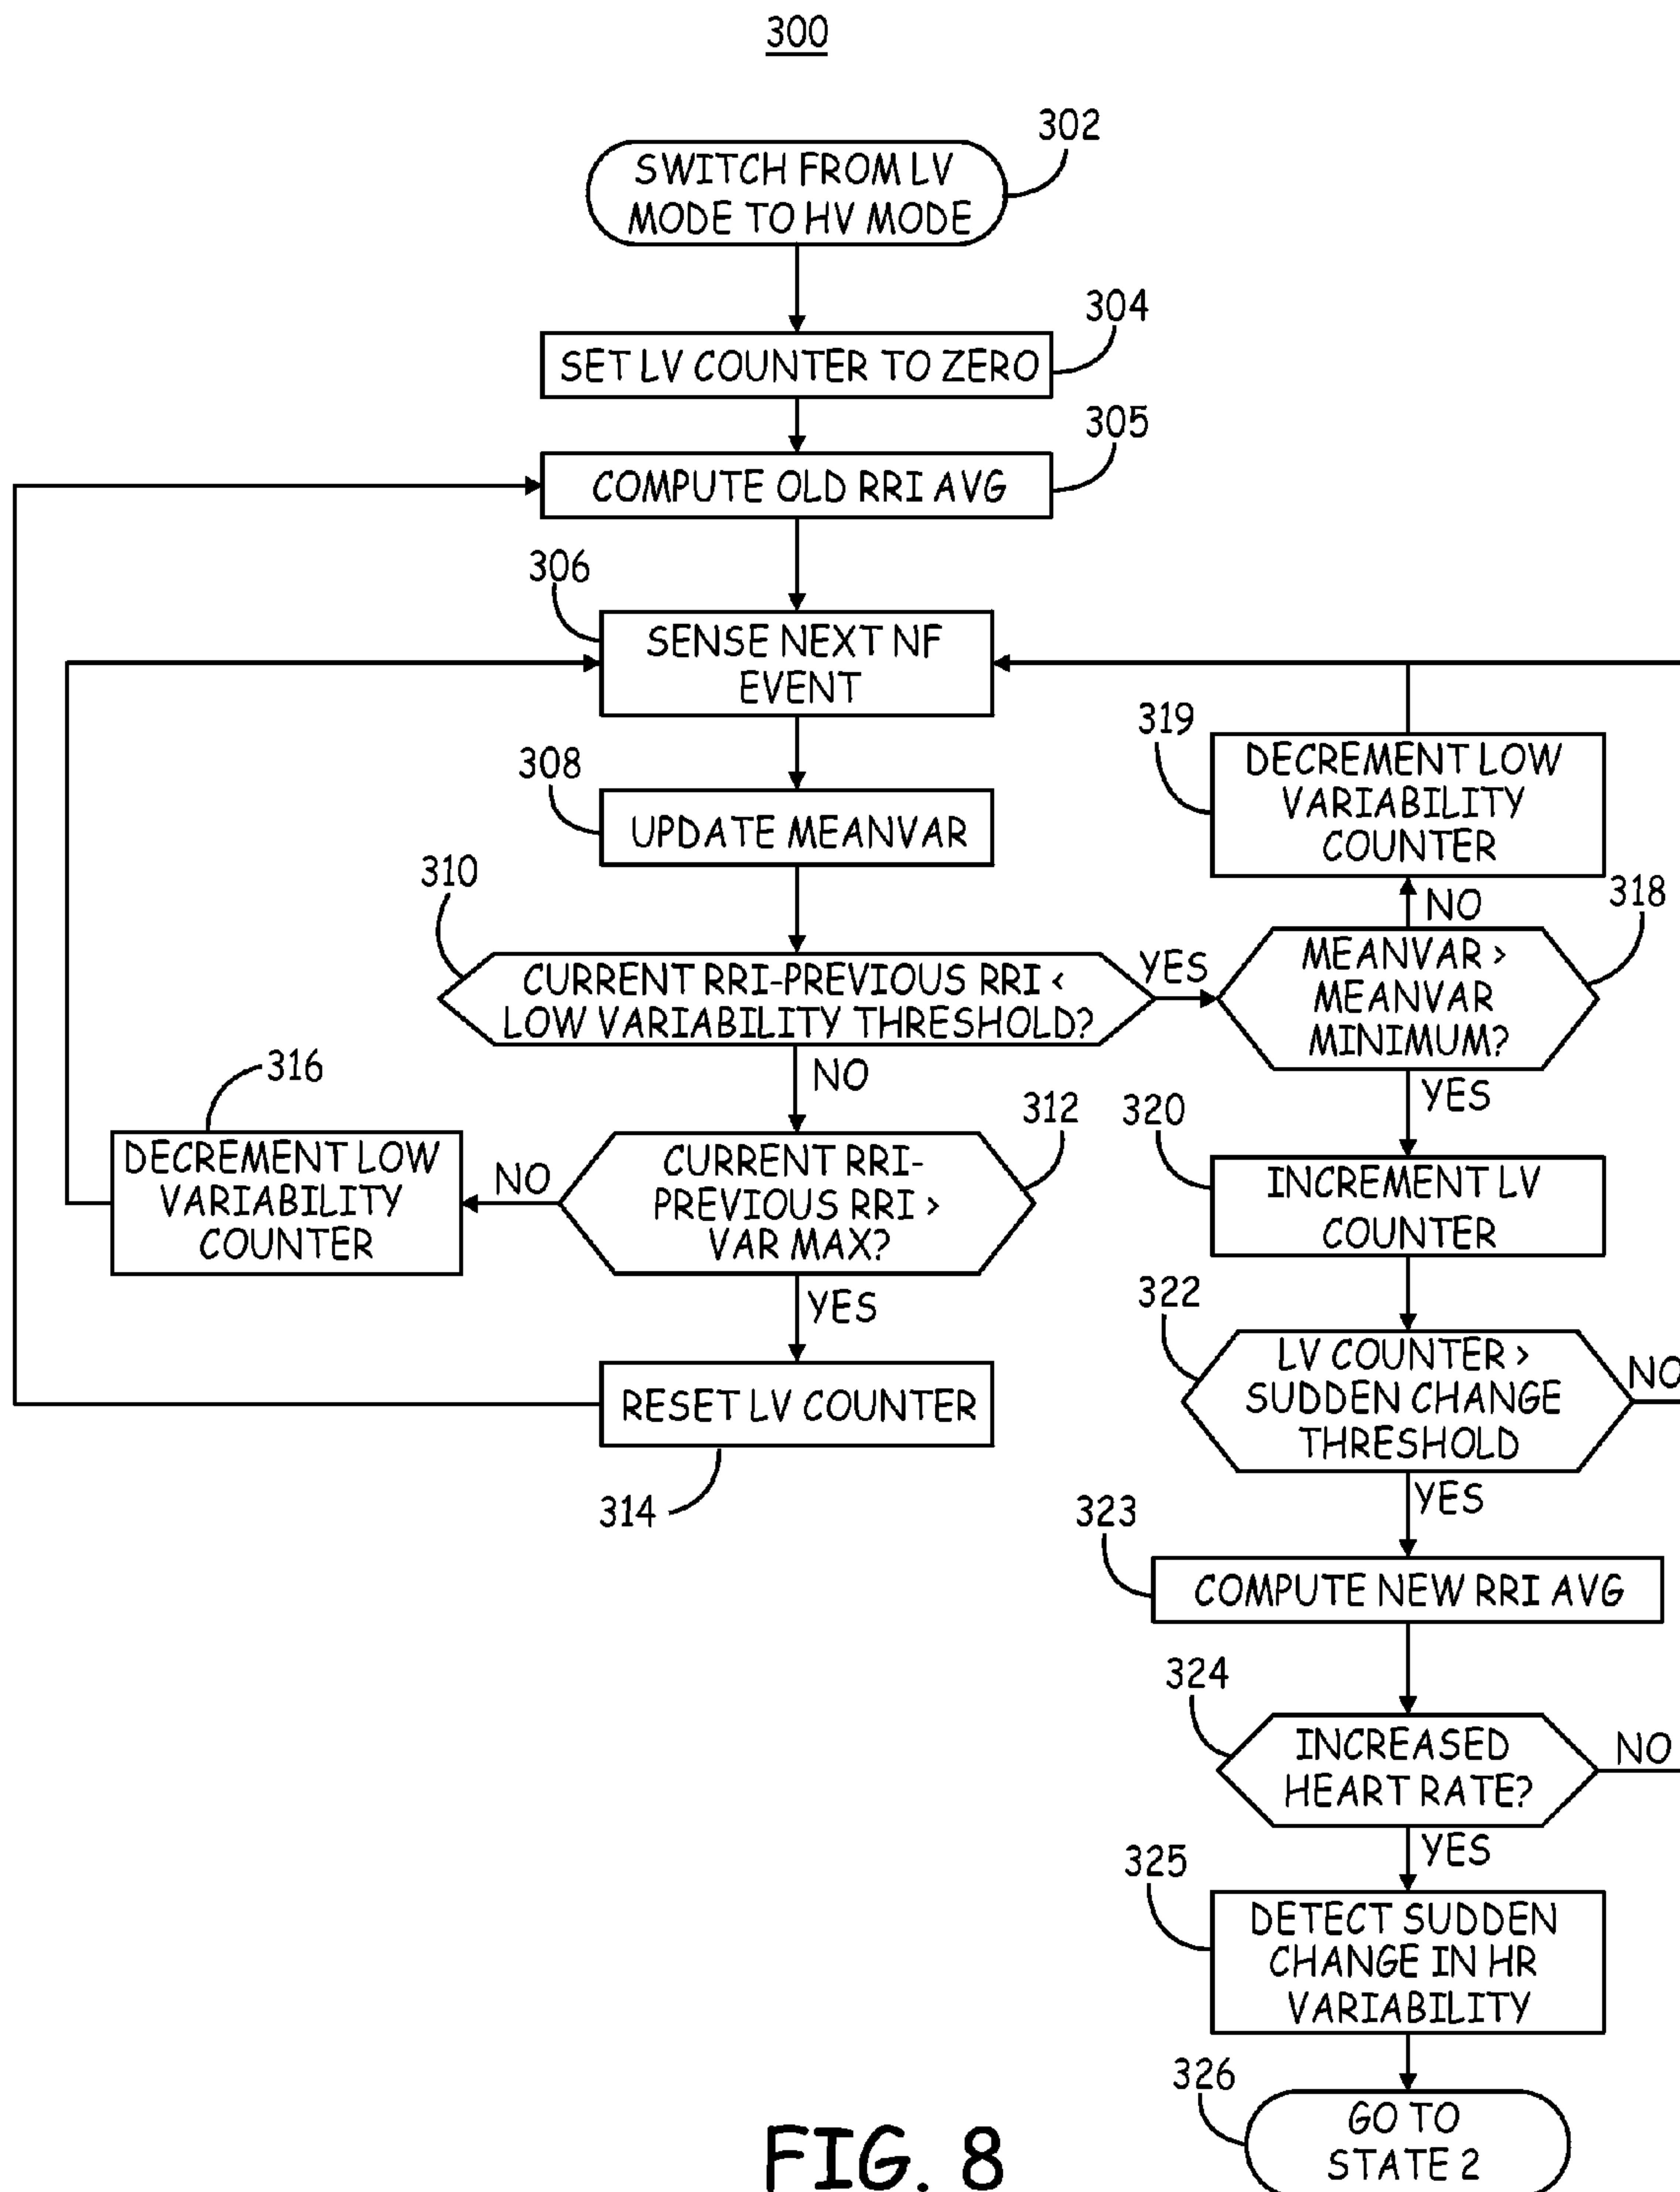 300
302
SWITCH FROM LV
MODE TO HV MODE
304
SET LV COUNTER TO ZERO
305
COMPUTE OLD RRI AVG
306
SENSE NEXT NF
EVENT
308
UPDATE MEANVAR
310
CURRENT RRI-PREVIOUS RRI <
LOW VARIABILITY THRESHOLD?
YES
NO
319
DECREMENT LOW
VARIABILITY
COUNTER
NO
318
MEANVAR >
MEANVAR
MINIMUM?
YES
316
DECREMENT LOW
VARIABILITY
COUNTER
NO
312
CURRENT RRI-
PREVIOUS RRI >
VAR MAX?
YES
RESET LV COUNTER
314
320
INCREMENT LV
COUNTER
322
LV COUNTER >
SUDDEN CHANGE
THRESHOLD
NO
YES
323
COMPUTE NEW RRI AVG
324
INCREASED
HEART RATE?
NO
YES
325
DETECT SUDDEN
CHANGE IN HR
VARIABILITY
326
GO TO
STATE 2
FIG. 8